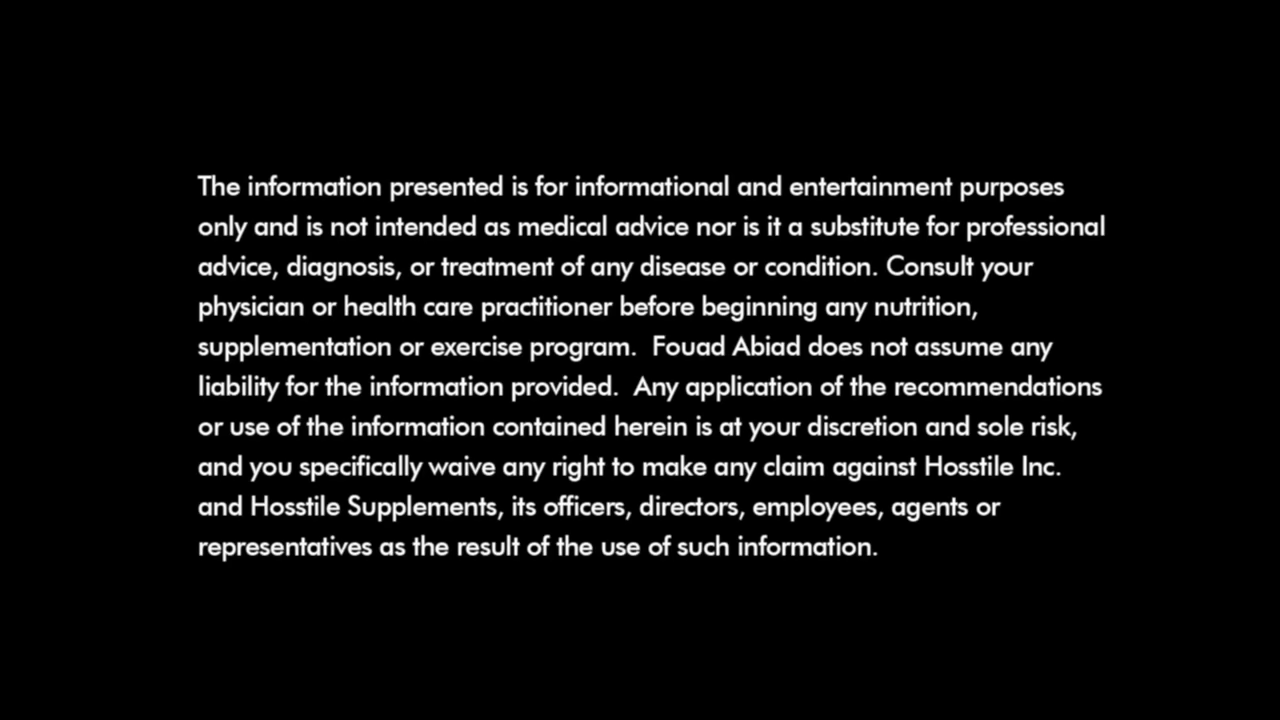 The information presented is for informational and entertainment purposes
only and is not intended as medical advice nor is it a substitute for professional
advice, diagnosis, or treatment of any disease or condition. Consult your
physician or health care practitioner before beginning any nutrition,
supplementation or exercise program.  Fouad Abiad does not assume any
liability for the information provided.  Any application of the recommendations
or use of the information contained herein is at your discretion and sole risk,
and you specifically waive any right to make any claim against Hosstile Inc.
and Hosstile Supplements, its officers, directors, employees, agents or
representatives as the result of the use of such information.